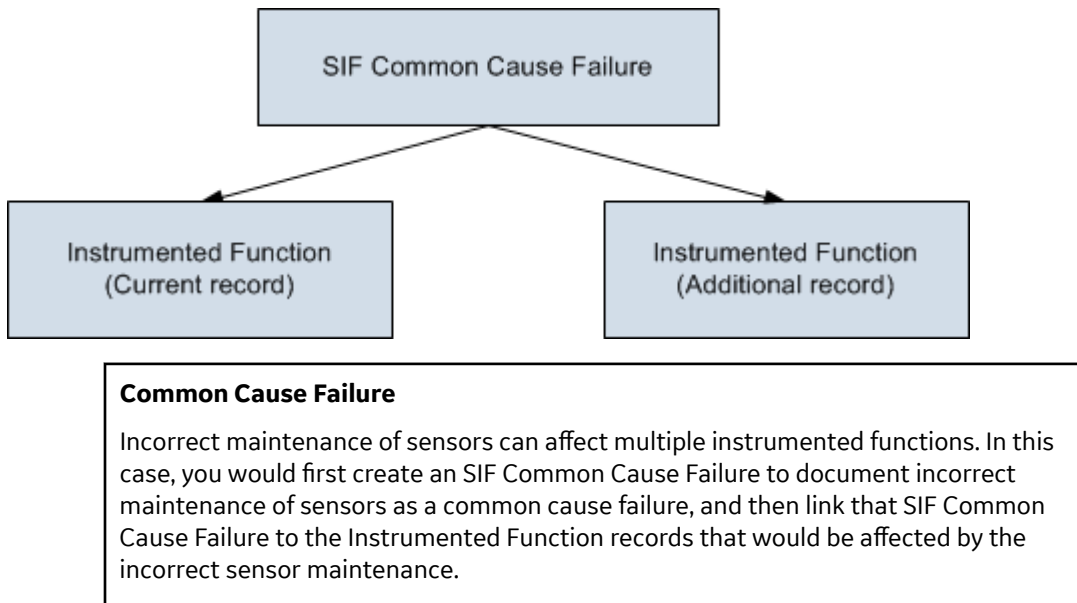 SIF Common Cause Failure
Instrumented Function
(Current record)
Instrumented Function
(Additional record)
Common Cause Failure
Incorrect maintenance of sensors can affect multiple instrumented functions. In this
case, you would first create an SIF Common Cause Failure to document incorrect
maintenance of sensors as a common cause failure, and then link that SIF Common
Cause Failure to the Instrumented Function records that would be affected by the
incorrect sensor maintenance.